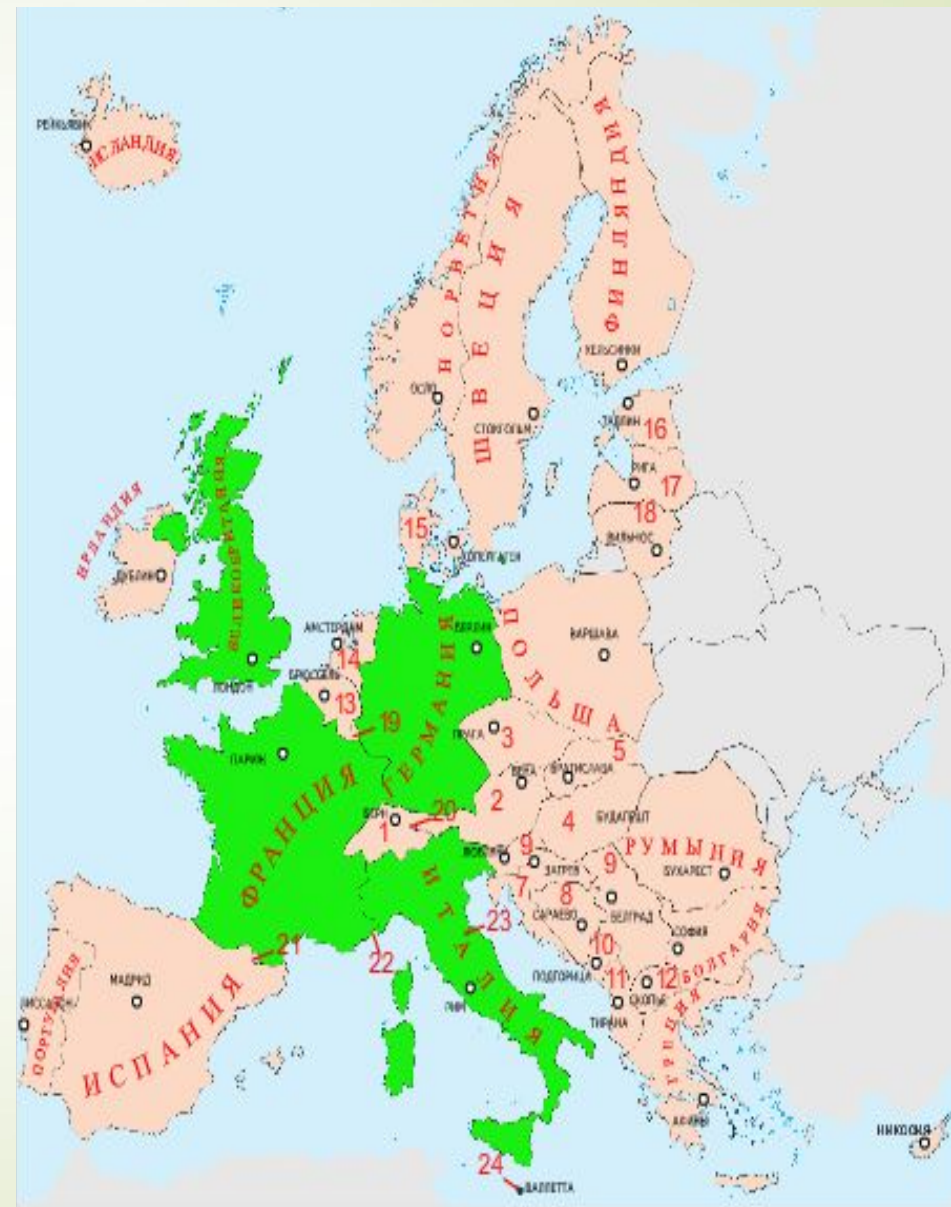 РЕЙКЬЯВИК
ИСЛАНДИЯ
НОРВЕГИЯ
ШВЕЦИЯ
ФИНЛЯНДИЯ
ХЕЛЬСИНКИ
ОСЛО
СТОКГОЛЬМ
ТАЛЛИН
16
РИГА
17
18
ВИЛЬНЮС
15
КОПЕНГАГЕН
ИРЛАНДИЯ
ДУБЛИН
ВЕЛИКОБРИТАНИЯ
ЛОНДОН
АМСТЕРДАМ
14
БРЮССЕЛЬ
13
19
БЕРЛИН
ГЕРМАНИЯ
ПОЛЬША
ВАРШАВА
ПРАГА
3
5
ПАРИЖ
ФРАНЦИЯ
ВЕНА
БРАТИСЛАВА
2
4
БУДАПЕШТ
БЕРН
1
20
ЛЮБЛЯНА
9
ЗАГРЕБ
9
РУМЫНИЯ
БУХАРЕСТ
7
8
САРАЕВО
БЕЛГРАД
СОФИЯ
БОЛГАРИЯ
10
ПОДГОРИЦА
11
12
СКОПЬЕ
ТИРАНА
ИТАЛИЯ
23
РИМ
21
22
МАДРИД
ИСПАНИЯ
ЛИССАБОН
ПОРТУГАЛИЯ
ГРЕЦИЯ
АФИНЫ
НИКОСИЯ
24
ВАЛЛЕТТА